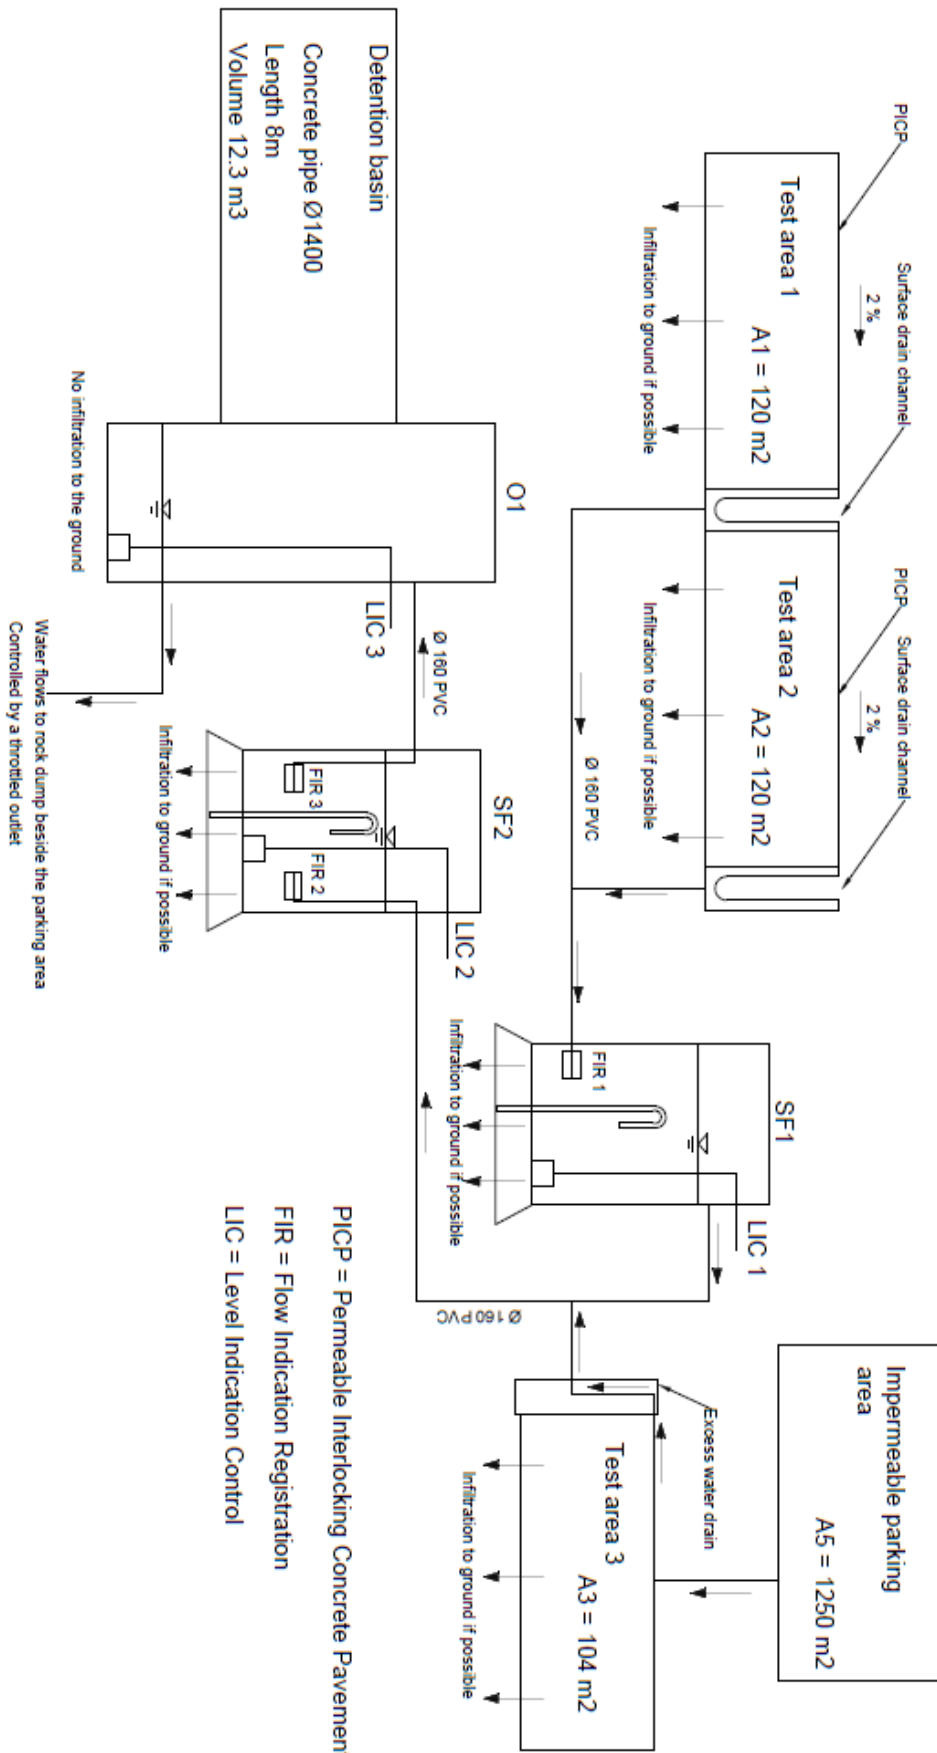 PICP
Surface drain channel
PICP
Surface drain channel
2 %
2 %
Test area 1
A1 = 120 m2
Test area 2
A2 = 120 m2
Infiltration to ground if possible
Infiltration to ground if possible
Ø 160 PVC
Impermeable parking
area
A5 = 1250 m2
SF1
LIC 1
FIR 1
Infiltration to ground if possible
Excess water drain
Test area 3
A3 = 104 m2
Infiltration to ground if possible
Ø 160 PVC
Detention basin
Concrete pipe Ø1400
Length 8m
Volume 12.3 m3
O1
LIC 3
Ø 160 PVC
SF2
LIC 2
FIR 3
FIR 2
Infiltration to ground if possible
No infiltration to the ground
Water flows to rock dump beside the parking area
Controlled by a throttled outlet
PICP = Permeable Interlocking Concrete Pavement
FIR = Flow Indication Registration
LIC = Level Indication Control